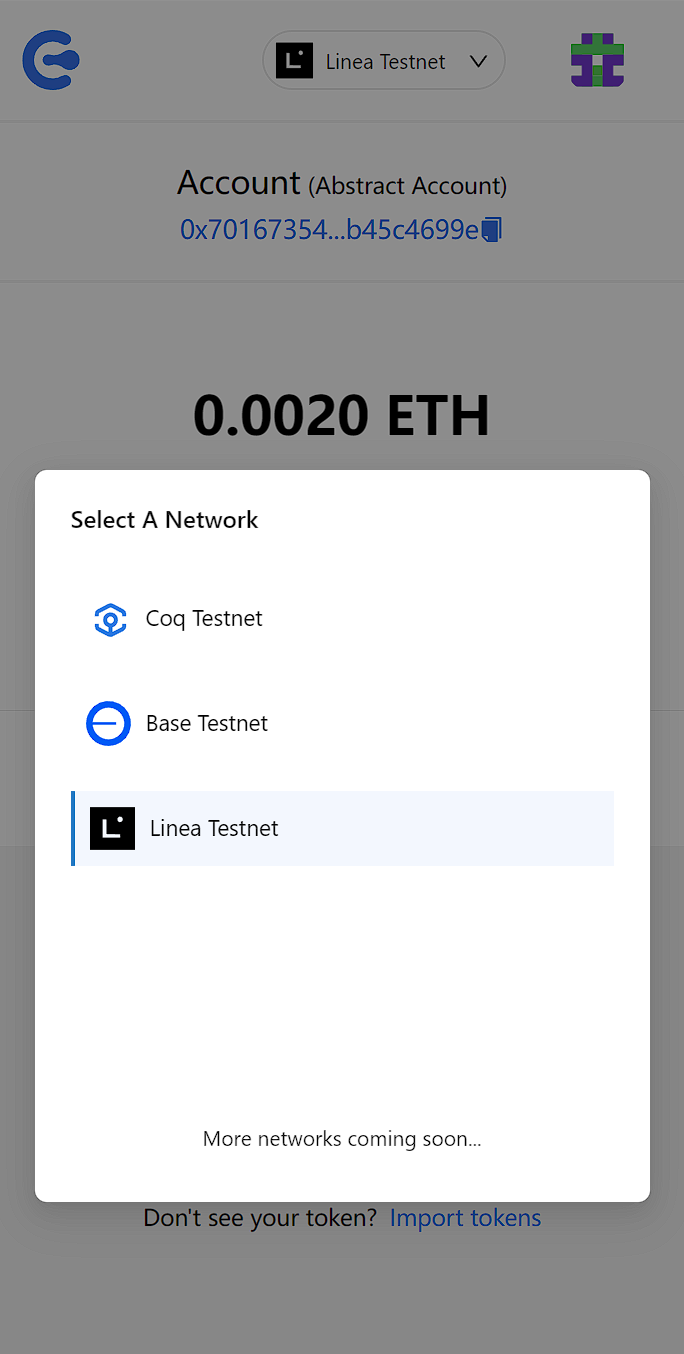 Linea Testnet
Account (Abstract Account)
0x70167354...b45c4699e
0.0020 ETH
Select A Network
Coq Testnet
Base Testnet
Linea Testnet
More networks coming soon...
Don't see your token? Import tokens